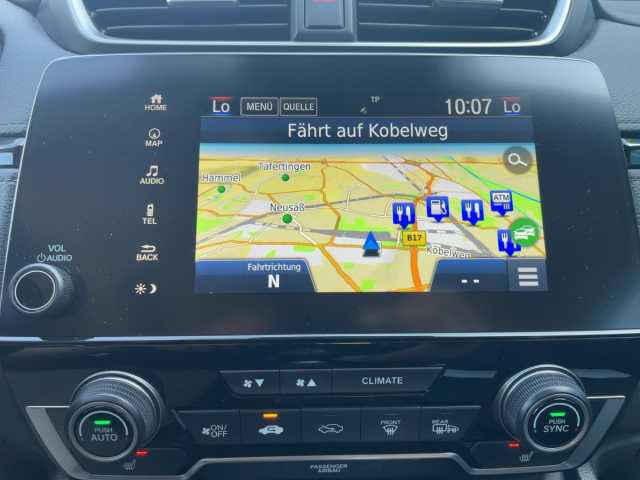 HOME
MAP
AUDIO
TEL
BACK
VOL
AUDIO
Lo MENÜ QUELLE TP 10:07 Lo
Fährt auf Kobelweg
Täfertingen
Hammel
Neusäß
ATM
B17
Kobelweg
Fahrtrichtung
N
--
CLIMATE
PUSH
AUTO
ON/
OFF
FRONT
REAR
PUSH
SYNC
PASSENGER
AIRBAG